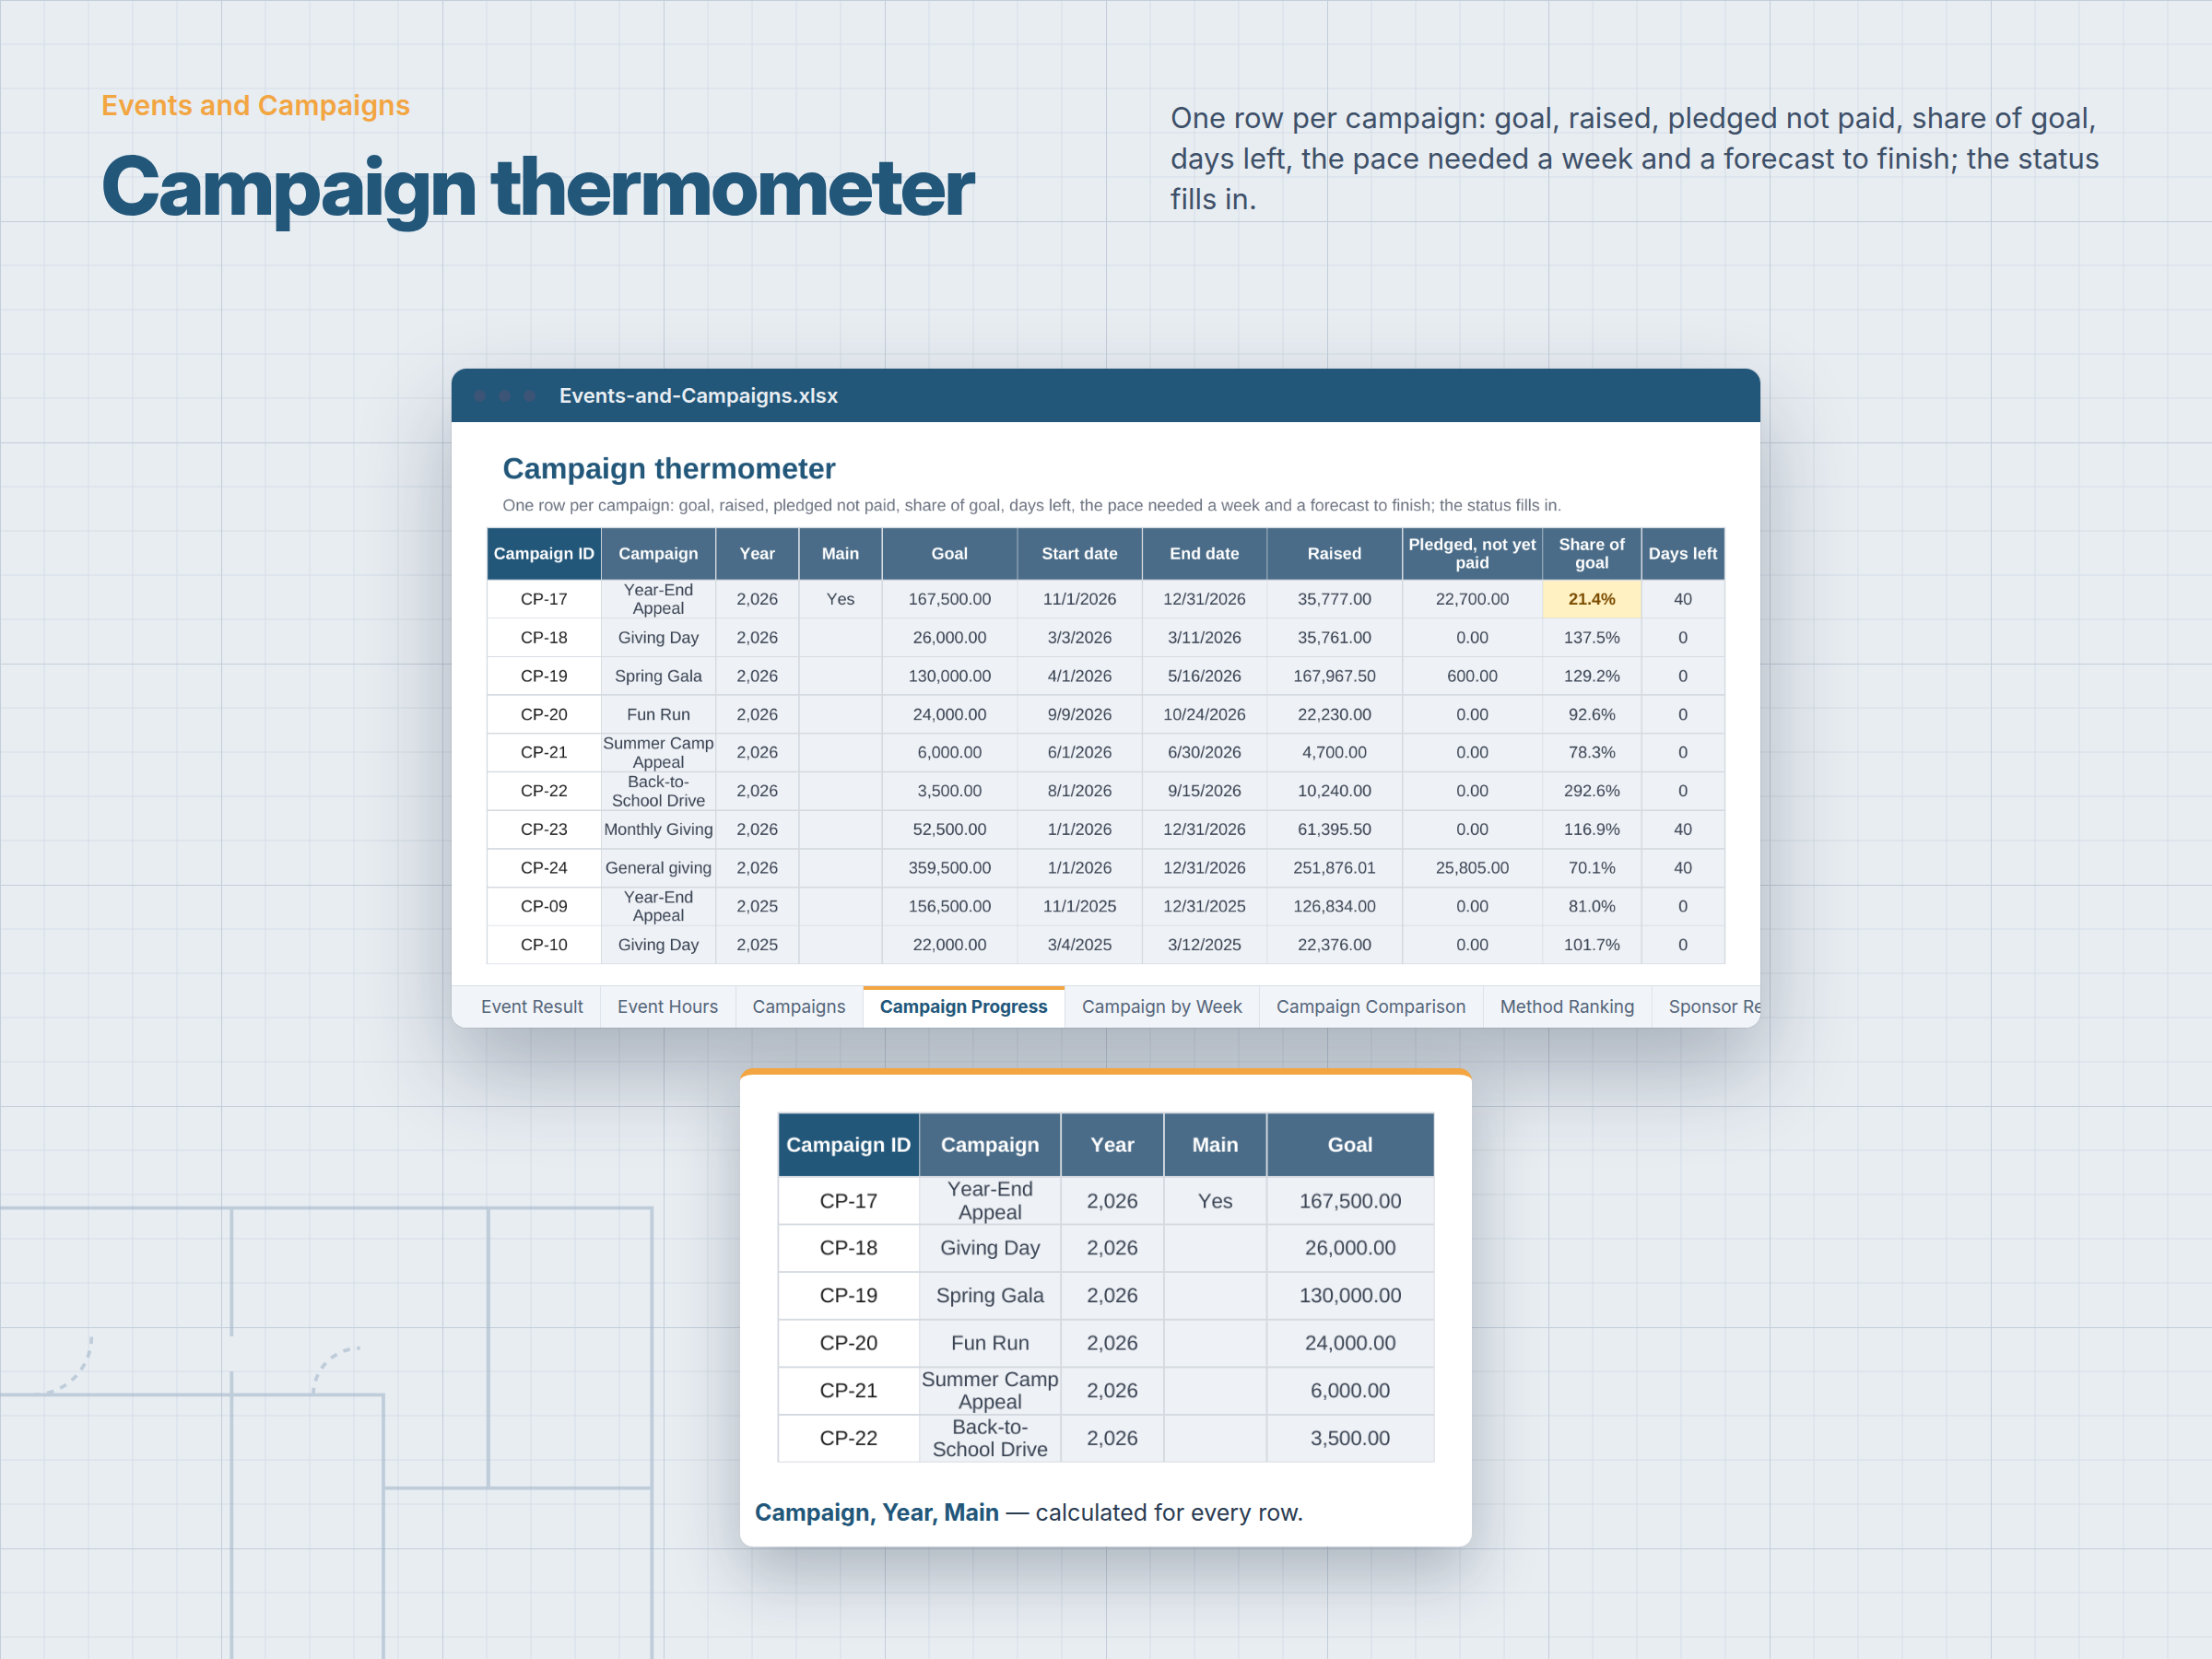 Events and Campaigns
Campaign thermometer
One row per campaign: goal, raised, pledged not paid, share of goal,
days left, the pace needed a week and a forecast to finish; the status
fills in.
Events-and-Campaigns.xlsx
Campaign thermometer
One row per campaign: goal, raised, pledged not paid, share of goal, days left, the pace needed a week and a forecast to finish; the status fills in.
Campaign ID Campaign Year Main Goal Start date End date Raised Pledged, not yet paid Share of goal Days left
CP-17 Year-End Appeal 2,026 Yes 167,500.00 11/1/2026 12/31/2026 35,777.00 22,700.00 21.4% 40
CP-18 Giving Day 2,026 26,000.00 3/3/2026 3/11/2026 35,761.00 0.00 137.5% 0
CP-19 Spring Gala 2,026 130,000.00 4/1/2026 5/16/2026 167,967.50 600.00 129.2% 0
CP-20 Fun Run 2,026 24,000.00 9/9/2026 10/24/2026 22,230.00 0.00 92.6% 0
CP-21 Summer Camp Appeal 2,026 6,000.00 6/1/2026 6/30/2026 4,700.00 0.00 78.3% 0
CP-22 Back-to-School Drive 2,026 3,500.00 8/1/2026 9/15/2026 10,240.00 0.00 292.6% 0
CP-23 Monthly Giving 2,026 52,500.00 1/1/2026 12/31/2026 61,395.50 0.00 116.9% 40
CP-24 General giving 2,026 359,500.00 1/1/2026 12/31/2026 251,876.01 25,805.00 70.1% 40
CP-09 Year-End Appeal 2,025 156,500.00 11/1/2025 12/31/2025 126,834.00 0.00 81.0% 0
CP-10 Giving Day 2,025 22,000.00 3/4/2025 3/12/2025 22,376.00 0.00 101.7% 0
Event Result Event Hours Campaigns Campaign Progress Campaign by Week Campaign Comparison Method Ranking Sponsor Re
Campaign ID Campaign Year Main Goal
CP-17 Year-End Appeal 2,026 Yes 167,500.00
CP-18 Giving Day 2,026 26,000.00
CP-19 Spring Gala 2,026 130,000.00
CP-20 Fun Run 2,026 24,000.00
CP-21 Summer Camp Appeal 2,026 6,000.00
CP-22 Back-to-School Drive 2,026 3,500.00
Campaign, Year, Main — calculated for every row.